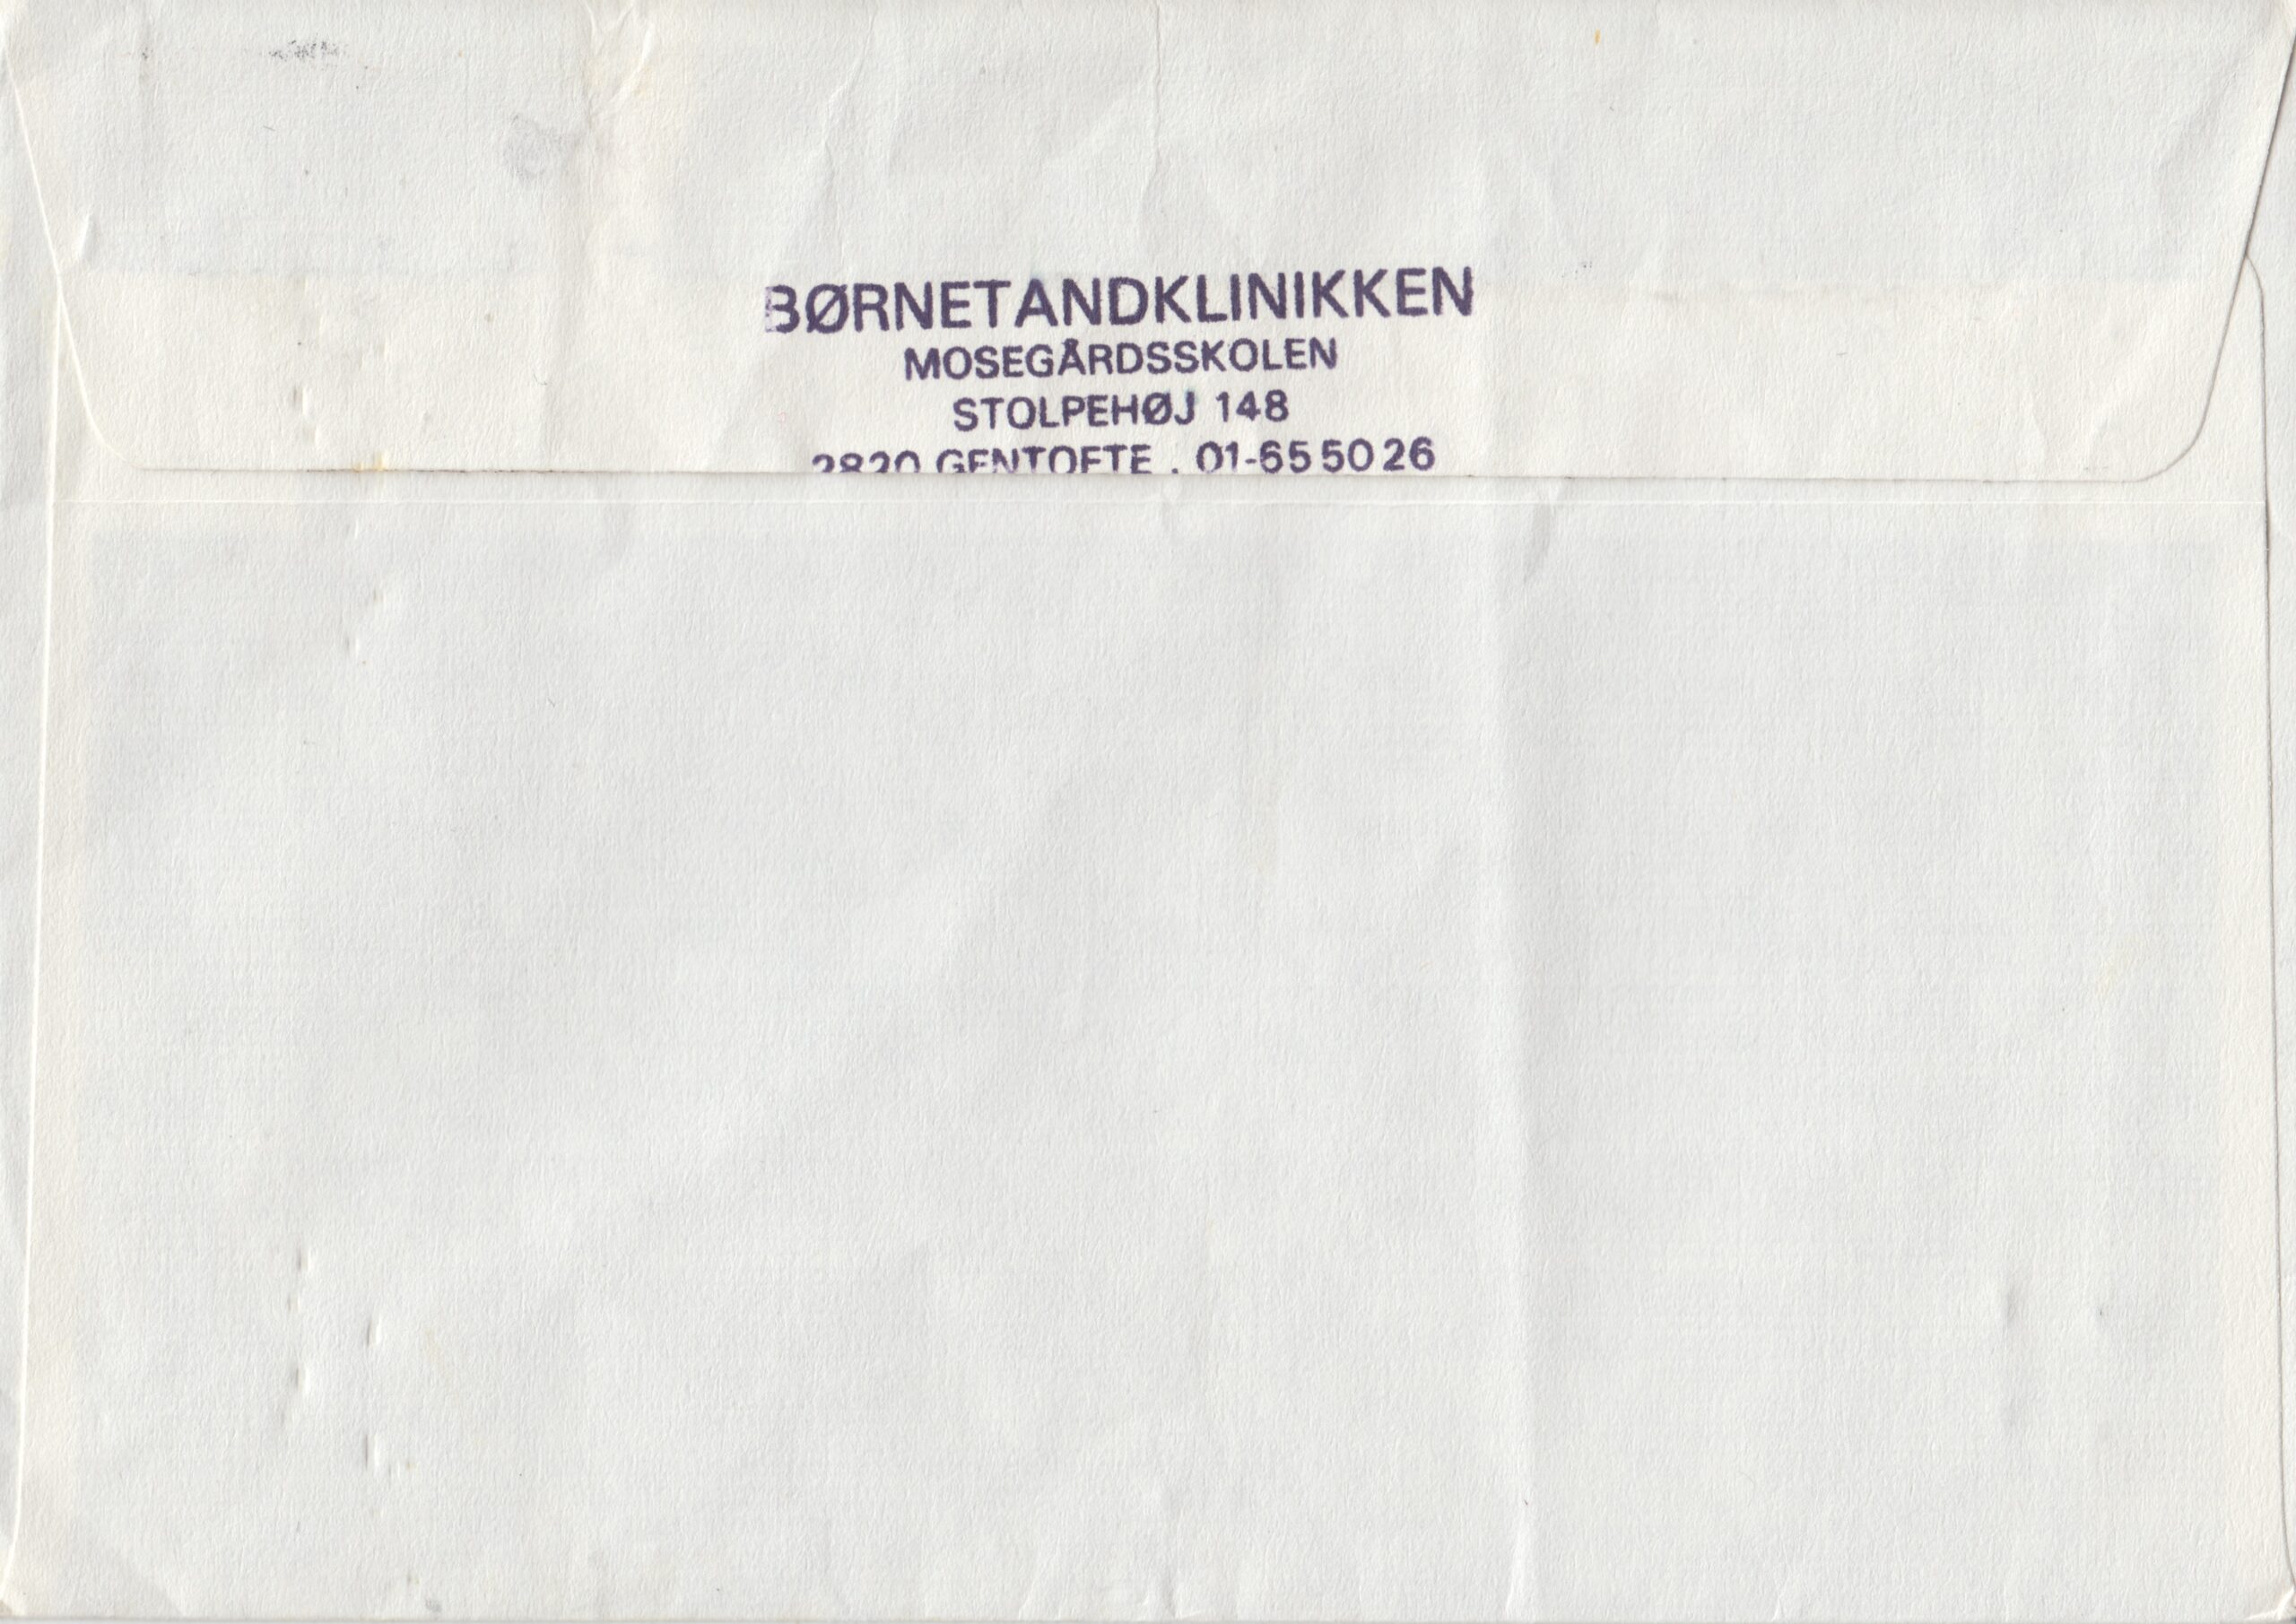 BØRNETANDKLINIKKEN
MOSEGÅRDSSKOLEN
STOLPEHØJ 148
2820 GENTOFTE . 01-65 50 26